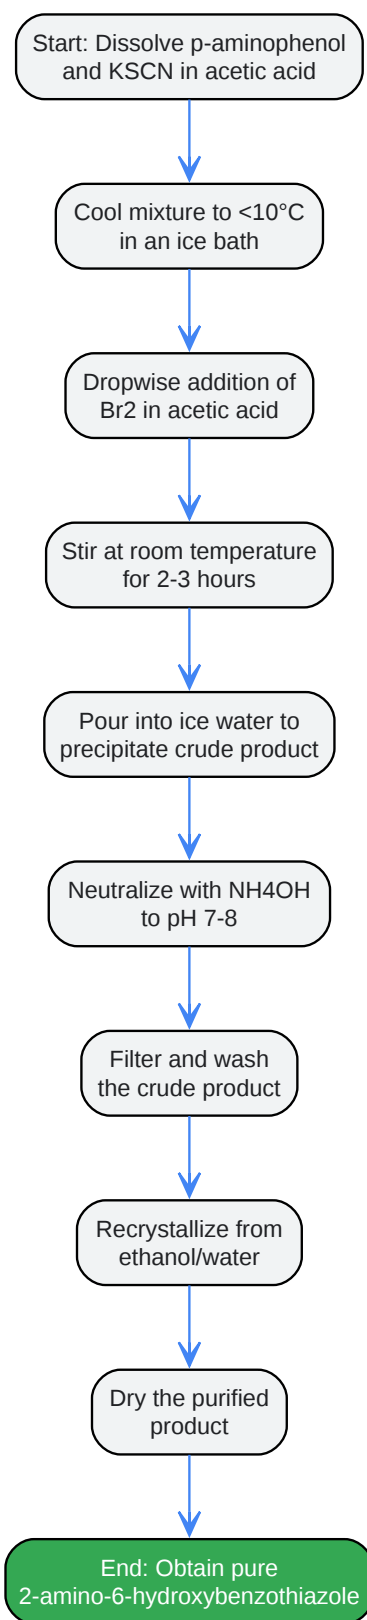 Start: Dissolve p-aminophenol
and KSCN in acetic acid
Cool mixture to <10°C
in an ice bath
Dropwise addition of
Br2 in acetic acid
Stir at room temperature
for 2-3 hours
Pour into ice water to
precipitate crude product
Neutralize with NH4OH
to pH 7-8
Filter and wash
the crude product
Recrystallize from
ethanol/water
Dry the purified
product
End: Obtain pure
2-amino-6-hydroxybenzothiazole